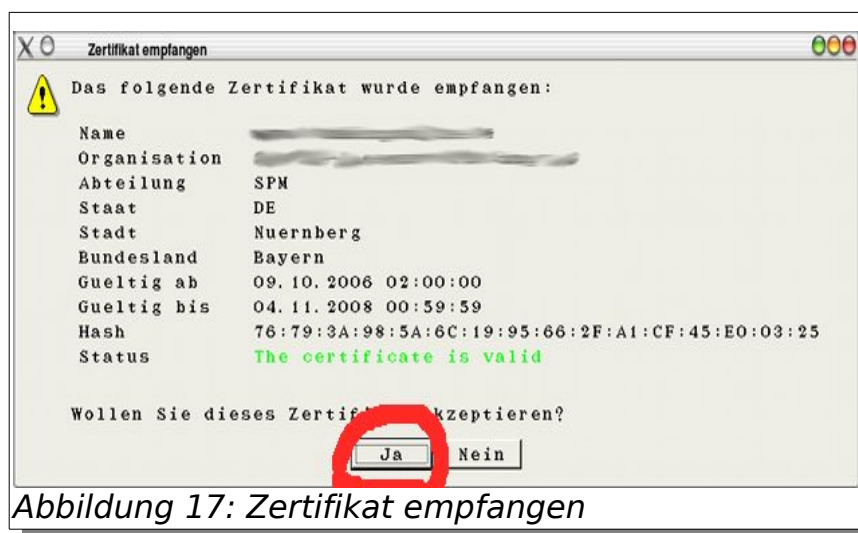 Zertifikat empfangen
Das folgende Zertifikat wurde empfangen:
Name
Organisation
Abteilung SPM
Staat DE
Stadt Nuernberg
Bundesland Bayern
Gueltig ab 09.10.2006 02:00:00
Gueltig bis 04.11.2008 00:59:59
Hash 76:79:3A:98:5A:6C:19:95:66:2F:A1:CF:45:E0:03:25
Status The certificate is valid
Wollen Sie dieses
Ja Nein
Abbildung 17: Zertifikat empfangen